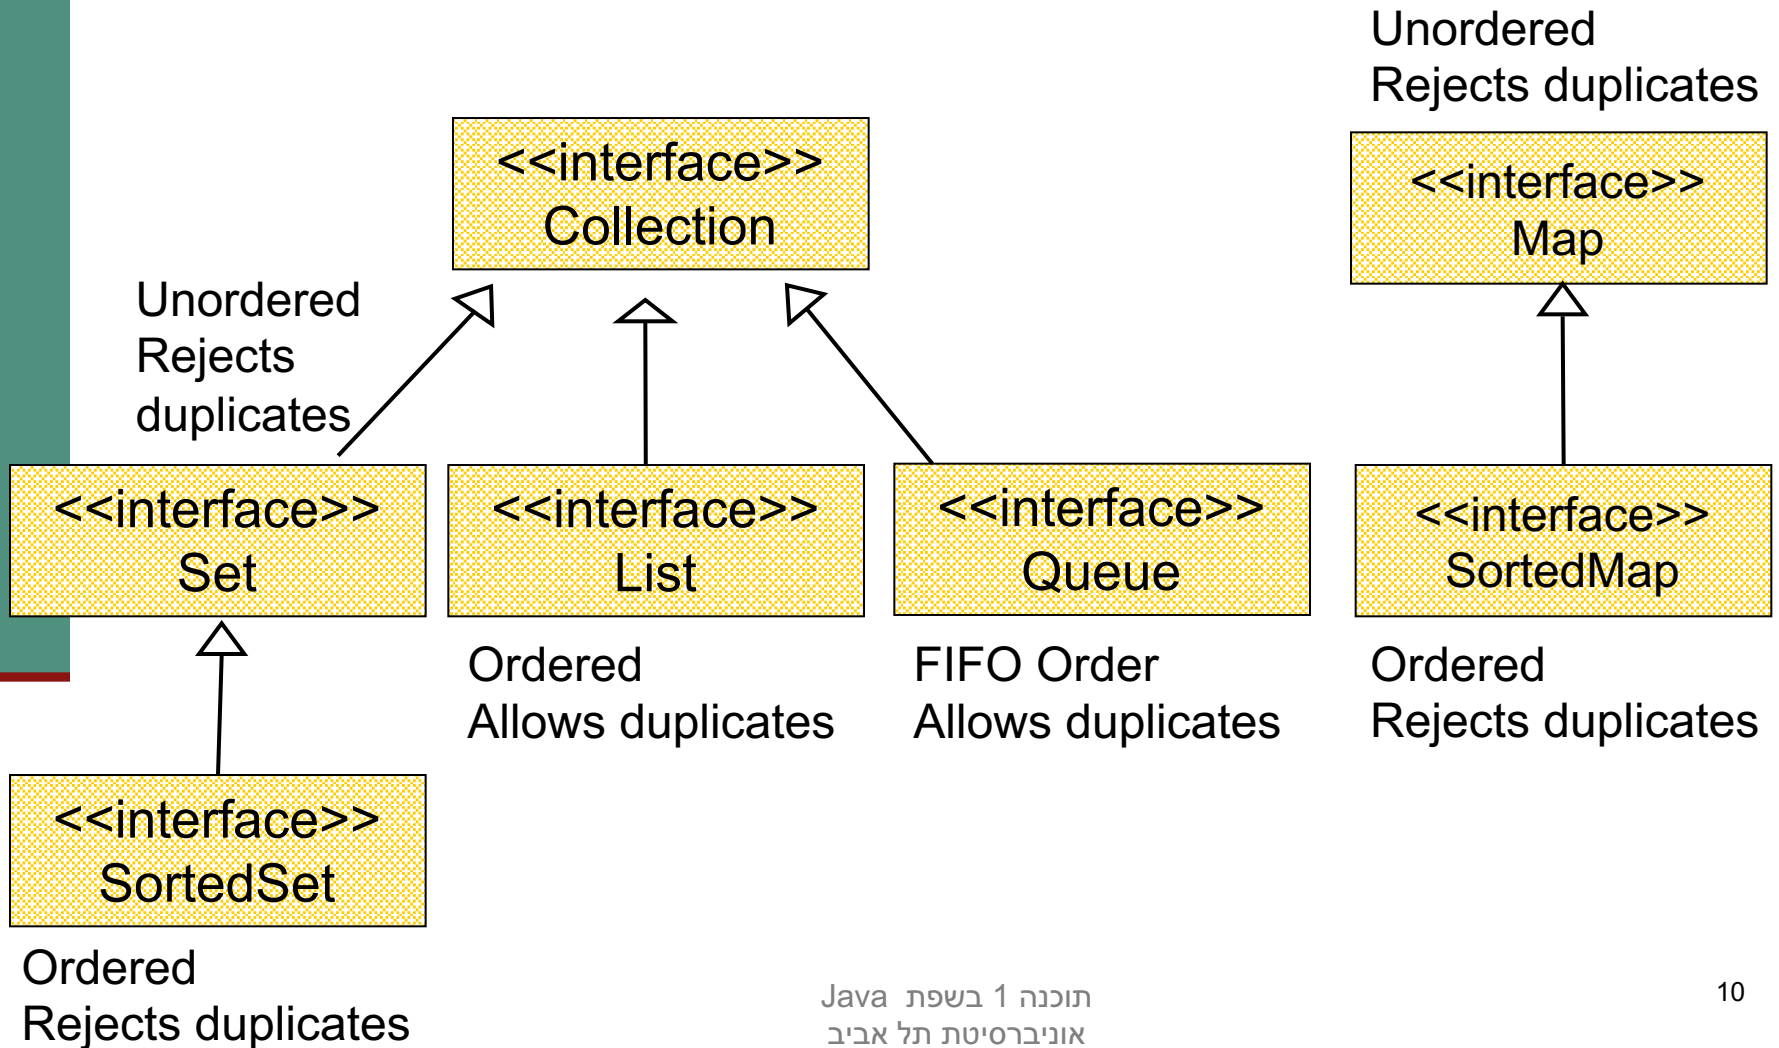 Unordered
Rejects duplicates
<<interface>>
Collection
<<interface>>
Map
Unordered
Rejects
duplicates
<<interface>>
Set
<<interface>>
List
<<interface>>
Queue
<<interface>>
SortedMap
Ordered
Allows duplicates
FIFO Order
Allows duplicates
Ordered
Rejects duplicates
<<interface>>
SortedSet
Ordered
Rejects duplicates
תוכנה 1 בשפת Java
אוניברסיטת תל אביב
10